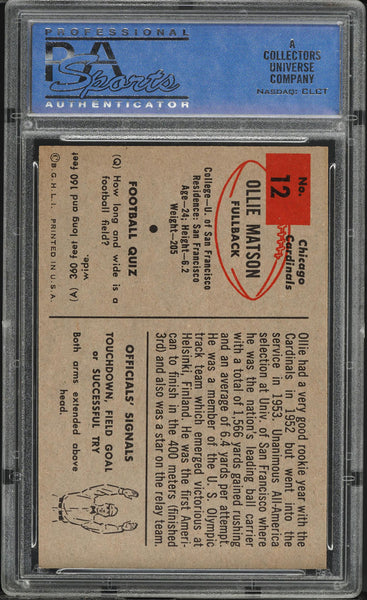 PROFESSIONAL
PSA
Sports
AUTHENTICATOR
A
COLLECTORS
UNIVERSE
COMPANY
NASDAQ: CLCT
No.
12
Chicago
Cardinals
OLLIE MATSON
FULLBACK
College—U. of San Francisco
Residence: San Francisco
Age—24; Height—6.2
Weight—205
FOOTBALL QUIZ
(Q) How long and wide is a
football field?
(A) 360 feet long and 160 feet
wide.
©B.G.H.L.I. PRINTED IN U.S.A.
Ollie had a very good rookie year with the
Cardinals in 1952 but went into the
service in 1953. Unanimous All-America
selection at Univ. of San Francisco where
he was the nation's leading ball carrier
with a total of 1,566 yards gained rushing
and an average of 6.4 yards per attempt.
He was a member of the U. S. Olympic
track team which emerged victorious at
Helsinki, Finland. He was the first Ameri-
can to finish in the 400 meters (finished
3rd) and also was a star on the relay team.
OFFICIALS' SIGNALS
TOUCHDOWN, FIELD GOAL
or SUCCESSFUL TRY
Both arms extended above
head.